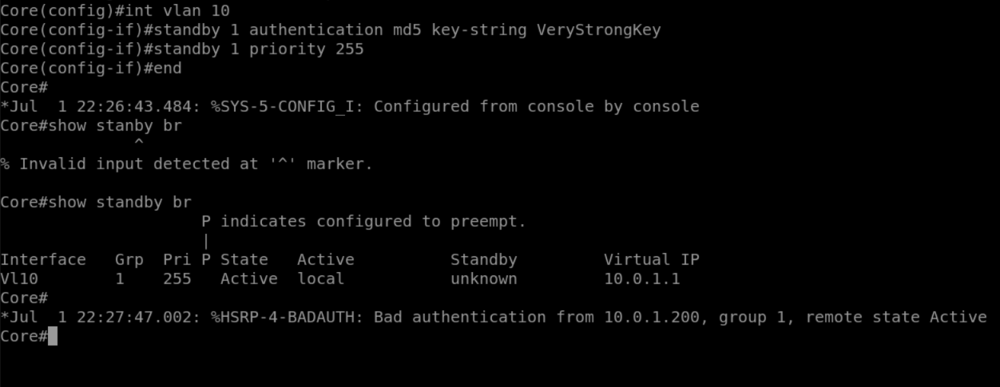 Core(config)#int vlan 10
Core(config-if)#standby 1 authentication md5 key-string VeryStrongKey
Core(config-if)#standby 1 priority 255
Core(config-if)#end
Core#
*Jul  1 22:26:43.484: %SYS-5-CONFIG_I: Configured from console by console
Core#show stanby br
              ^
% Invalid input detected at '^' marker.

Core#show standby br
                     P indicates configured to preempt.
                     |
Interface   Grp  Pri P State   Active          Standby         Virtual IP
Vl10        1    255   Active  local           unknown         10.0.1.1
Core#
*Jul  1 22:27:47.002: %HSRP-4-BADAUTH: Bad authentication from 10.0.1.200, group 1, remote state Active
Core#